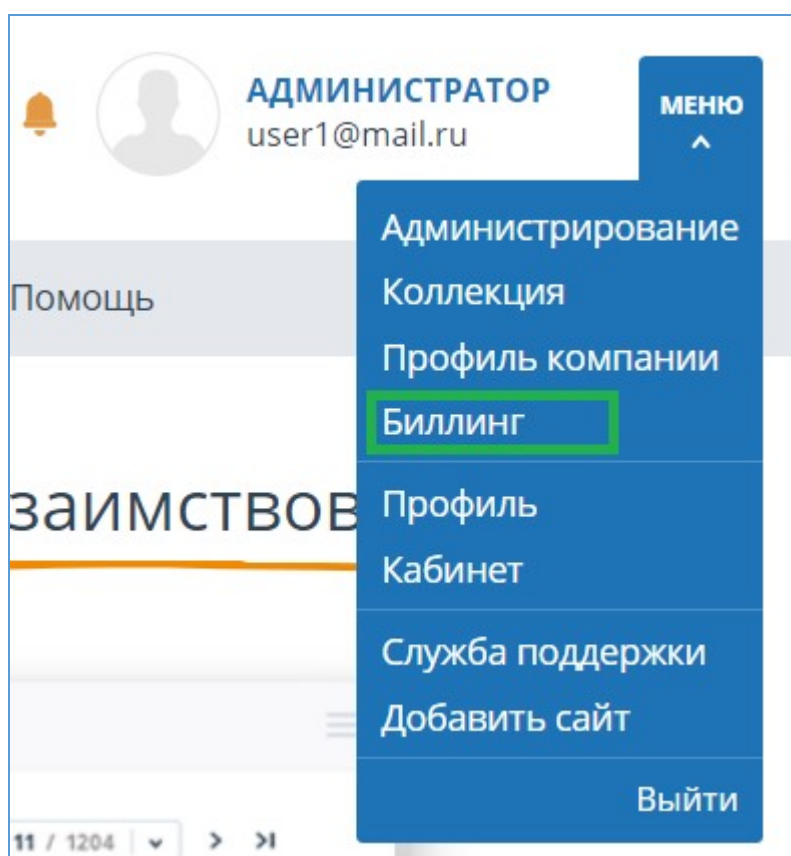 АДМИНИСТРАТОР
user1@mail.ru
МЕНЮ
Администрирование
Коллекция
Помощь
Профиль компании
Биллинг
заимствов
Профиль
Кабинет
Служба поддержки
Добавить сайт
Выйти
11 / 1204